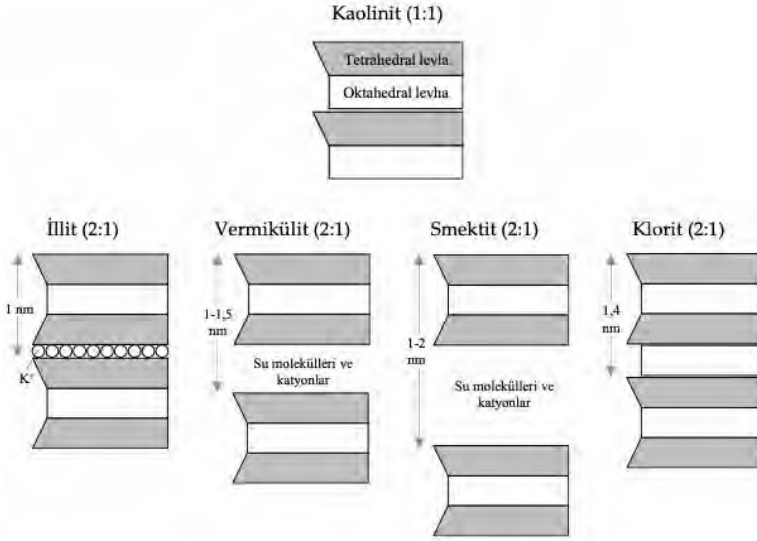 Kaolinit (1:1)
Tetrahedral levla
Oktahedral levha
İllit (2:1)
Vermikülit (2:1)
Smektit (2:1)
Klorit (2:1)
1 nm
K⁺
1-1,5
nm
Su molekülleri ve
katyonlar
1-2
nm
Su molekülleri ve
katyonlar
1,4
nm